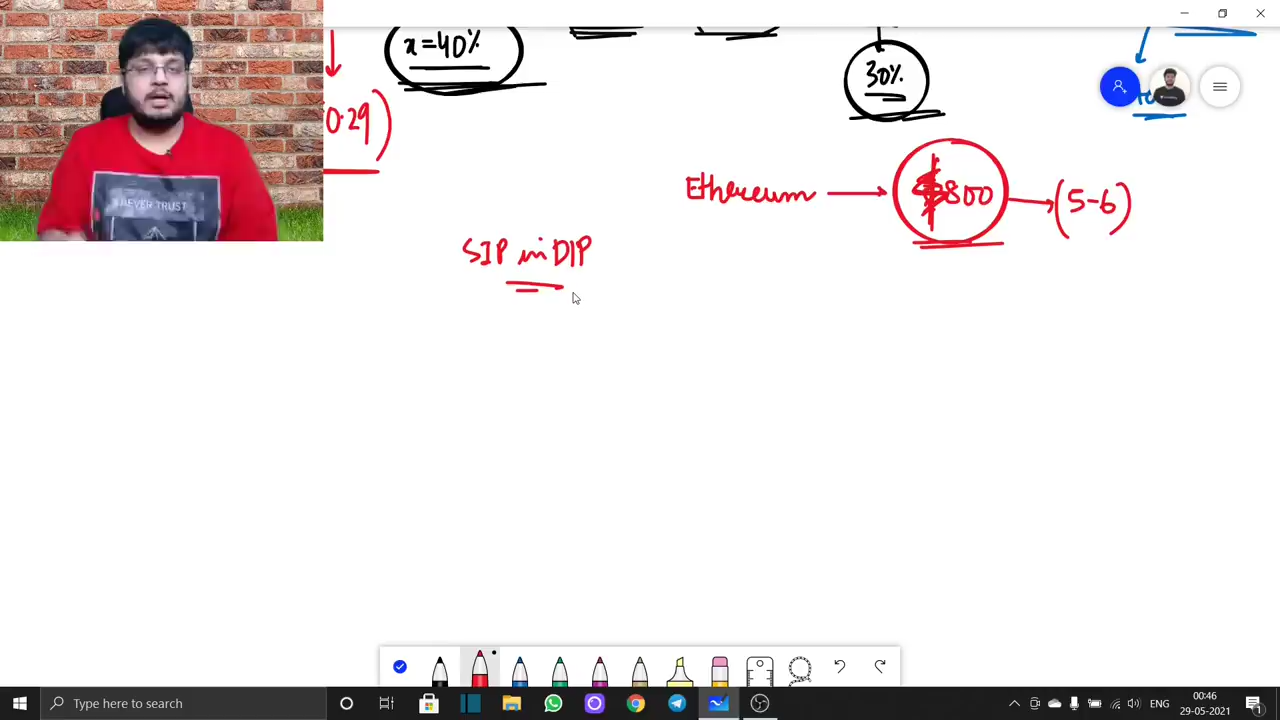 x=40%
30%
0.29)
Ethereum
$800
(5-6)
SIP in DIP
NEVER TRUST
Type here to search
ENG
00:46
29-05-2021
1